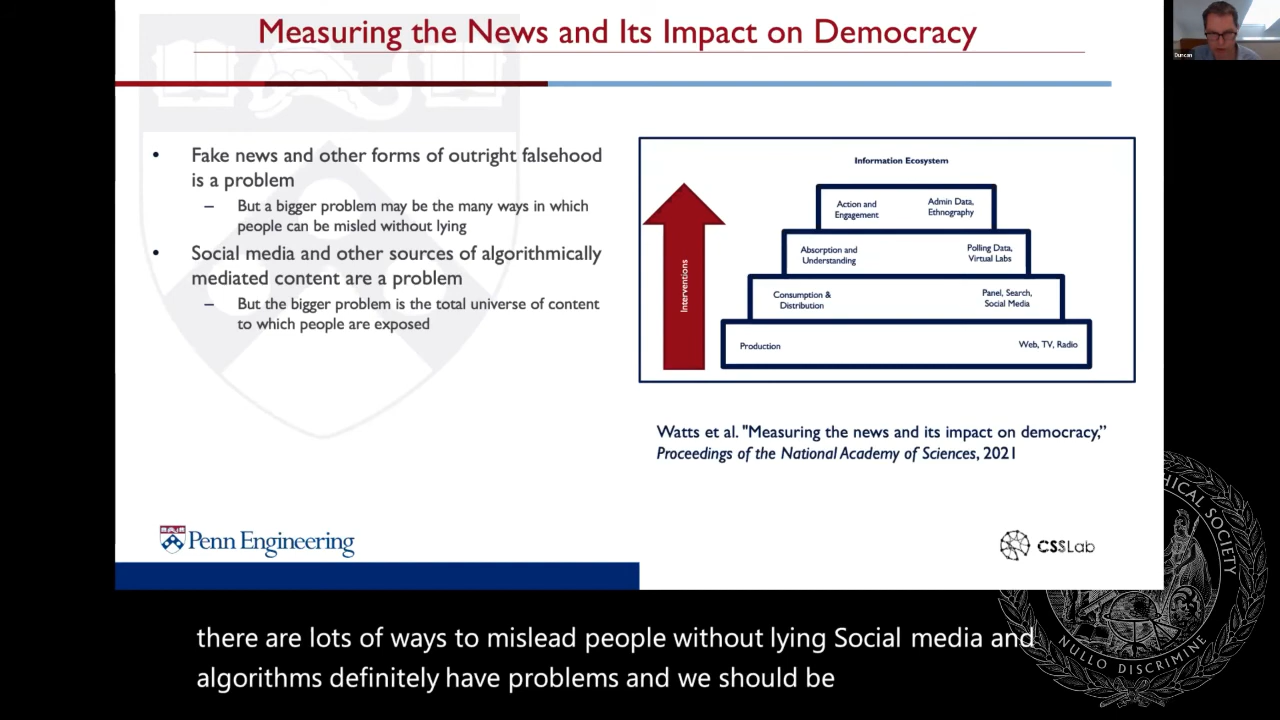 Measuring the News and Its Impact on Democracy
Duncan
• Fake news and other forms of outright falsehood
is a problem
– But a bigger problem may be the many ways in which
people can be misled without lying
• Social media and other sources of algorithmically
mediated content are a problem
– But the bigger problem is the total universe of content
to which people are exposed
Information Ecosystem
Interventions
Action and
Engagement
Admin Data,
Ethnography
Absorption and
Understanding
Polling Data,
Virtual Labs
Consumption &
Distribution
Panel, Search,
Social Media
Production
Web, TV, Radio
Watts et al. "Measuring the news and its impact on democracy,”
Proceedings of the National Academy of Sciences, 2021
Penn Engineering
CSSLab
HICAL SOCIETY
NULLO DISCRIMINE
there are lots of ways to mislead people without lying Social media and
algorithms definitely have problems and we should be